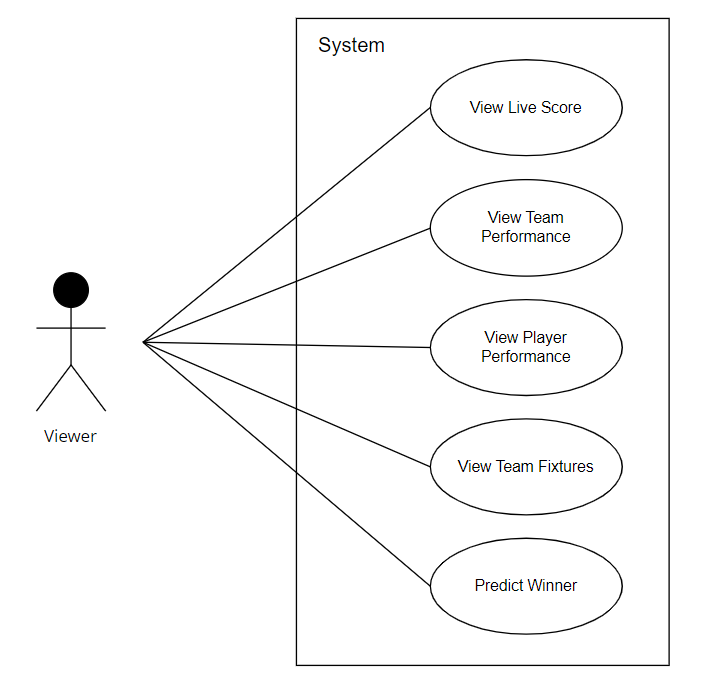 System
View Live Score
View Team
Performance
View Player
Performance
Viewer
View Team Fixtures
Predict Winner